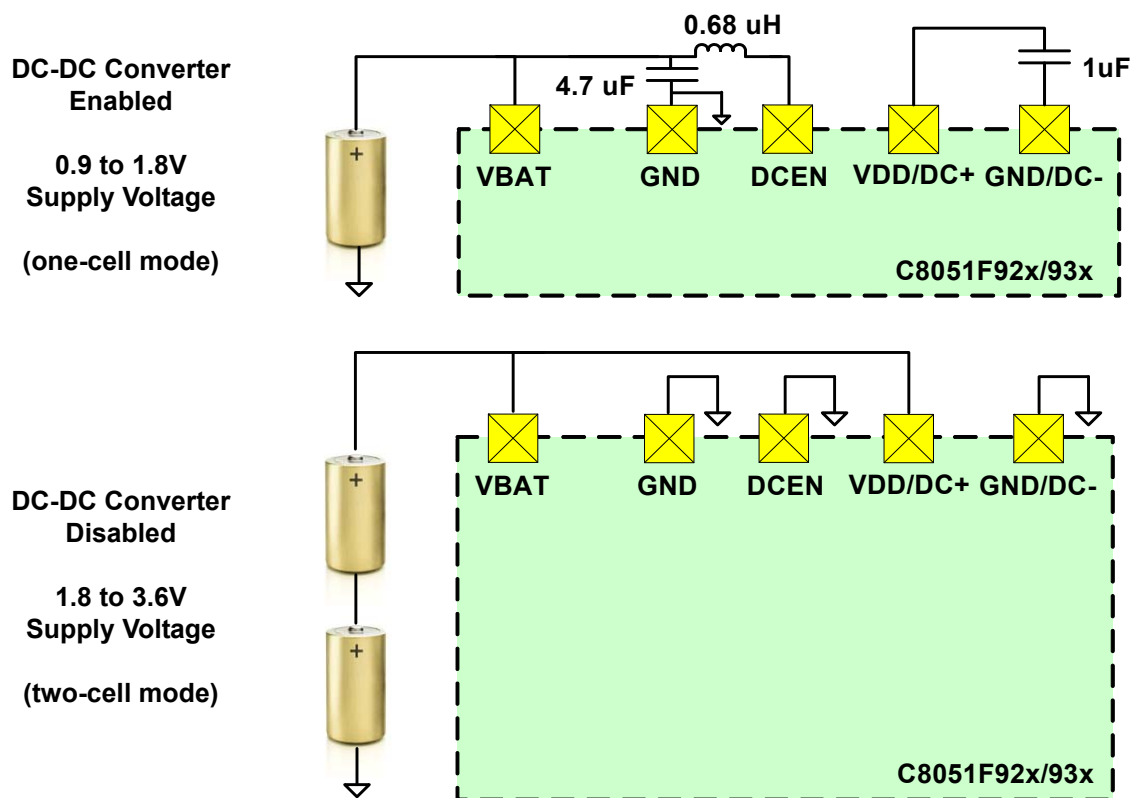 DC-DC Converter
Enabled
0.9 to 1.8V
Supply Voltage
(one-cell mode)
0.68 uH
4.7 uF
1uF
+
VBAT GND DCEN VDD/DC+ GND/DC-
C8051F92x/93x
DC-DC Converter
Disabled
1.8 to 3.6V
Supply Voltage
(two-cell mode)
+
+
VBAT GND DCEN VDD/DC+ GND/DC-
C8051F92x/93x